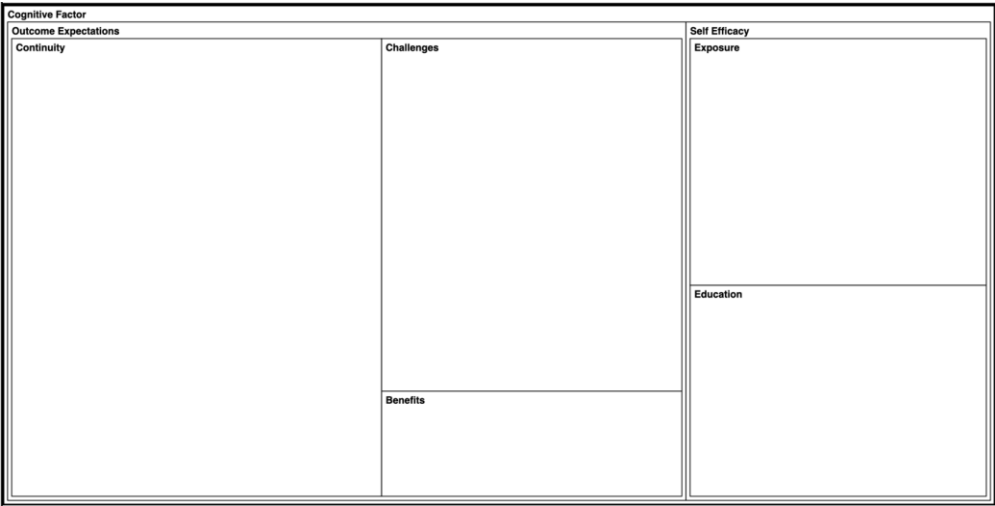 Cognitive Factor
Outcome Expectations
Continuity
Challenges
Benefits
Self Efficacy
Exposure
Education